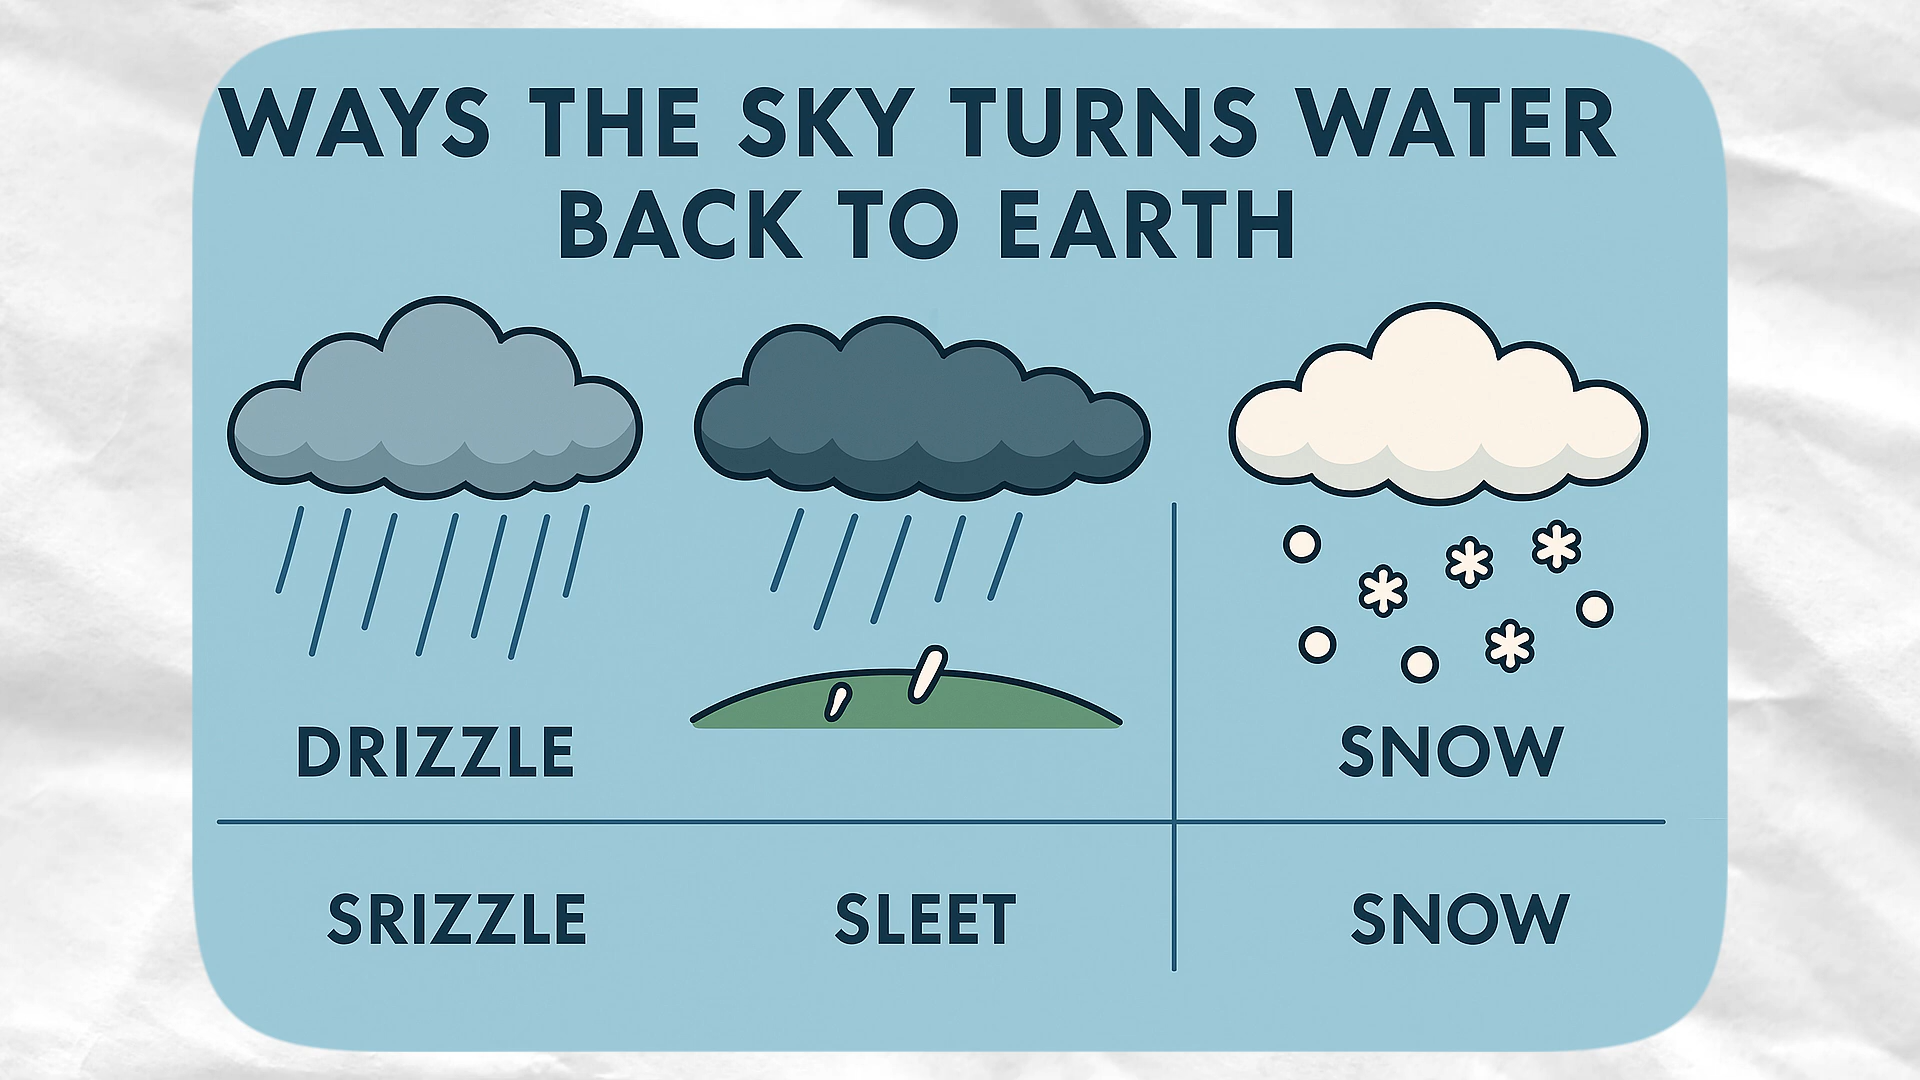 WAYS THE SKY TURNS WATER
BACK TO EARTH
DRIZZLE
SNOW
SRIZZLE
SLEET
SNOW